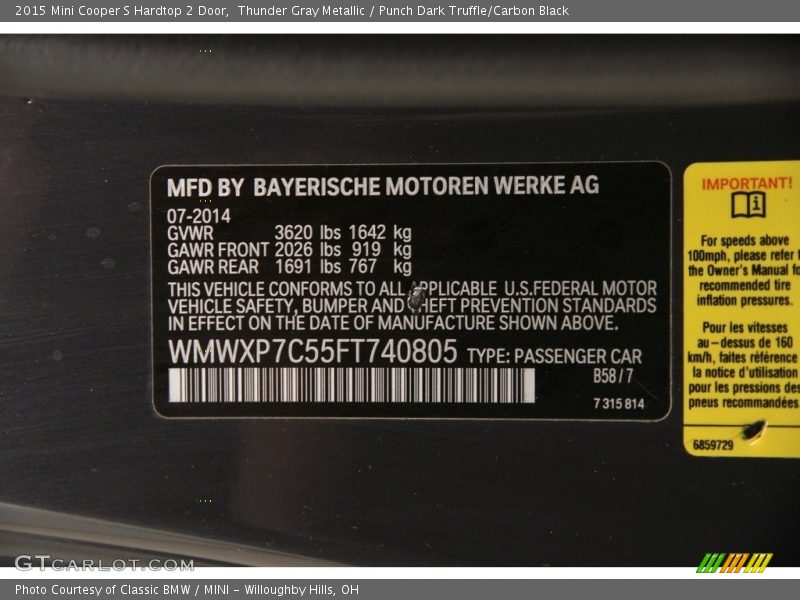 2015 Mini Cooper S Hardtop 2 Door,  Thunder Gray Metallic / Punch Dark Truffle/Carbon Black
MFD BY BAYERISCHE MOTOREN WERKE AG
07-2014
GVWR 3620 lbs 1642 kg
GAWR FRONT 2026 lbs 919 kg
GAWR REAR 1691 lbs 767 kg
THIS VEHICLE CONFORMS TO ALL APPLICABLE U.S.FEDERAL MOTOR
VEHICLE SAFETY, BUMPER AND THEFT PREVENTION STANDARDS
IN EFFECT ON THE DATE OF MANUFACTURE SHOWN ABOVE.
WMWXP7C55FT740805 TYPE: PASSENGER CAR
B58/7
7 315 814
IMPORTANT!
For speeds above
100mph, please refer
the Owner's Manual
recommended tire
inflation pressures.
Pour les vitesses
au-dessus de 160
km/h, faites référence
la notice d'utilisation
pour les pressions des
pneus recommandées
6859729
GTCARLOT.COM
Photo Courtesy of Classic BMW / MINI - Willoughby Hills, OH